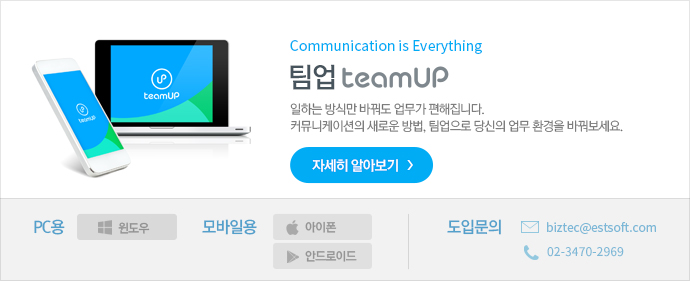 Communication is Everything
팀업 teamUP
일하는 방식만 바꿔도 업무가 편해집니다.
커뮤니케이션의 새로운 방법, 팀업으로 당신의 업무 환경을 바꿔보세요.
자세히 알아보기 >
teamUP
teamUP
PC용
윈도우
모바일용
아이폰
안드로이드
도입문의
biztec@estsoft.com
02-3470-2969